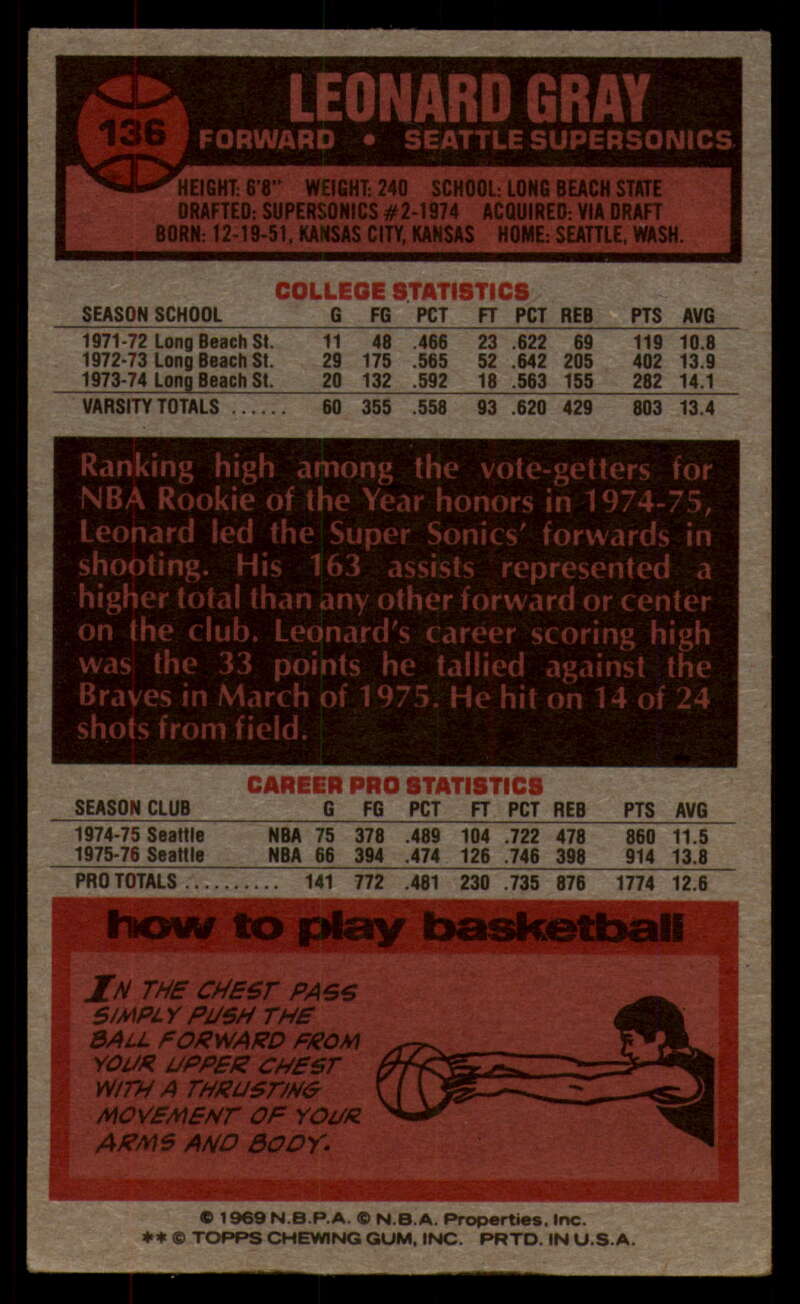 LEONARD GRAY
136
FORWARD • SEATTLE SUPERSONICS
HEIGHT: 6'8" WEIGHT: 240 SCHOOL: LONG BEACH STATE
DRAFTED: SUPERSONICS #2-1974 ACQUIRED: VIA DRAFT
BORN: 12-19-51, KANSAS CITY, KANSAS HOME: SEATTLE, WASH.
COLLEGE STATISTICS
SEASON SCHOOL G FG PCT FT PCT REB PTS AVG
1971-72 Long Beach St. 11 48 .466 23 .622 69 119 10.8
1972-73 Long Beach St. 29 175 .565 52 .642 205 402 13.9
1973-74 Long Beach St. 20 132 .592 18 .563 155 282 14.1
VARSITY TOTALS ...... 60 355 .558 93 .620 429 803 13.4
Ranking high among the vote-getters for
NBA Rookie of the Year honors in 1974-75,
Leonard led the Super Sonics' forwards in
shooting. His 163 assists represented a
higher total than any other forward or center
on the club. Leonard's career scoring high
was the 33 points he tallied against the
Braves in March of 1975. He hit on 14 of 24
shots from field.
CAREER PRO STATISTICS
SEASON CLUB G FG PCT FT PCT REB PTS AVG
1974-75 Seattle NBA 75 378 .489 104 .722 478 860 11.5
1975-76 Seattle NBA 66 394 .474 126 .746 398 914 13.8
PRO TOTALS .......... 141 772 .481 230 .735 876 1774 12.6
how to play basketball
IN THE CHEST PASS
SIMPLY PUSH THE
BALL FORWARD FROM
YOUR UPPER CHEST
WITH A THRUSTING
MOVEMENT OF YOUR
ARMS AND BODY.
© 1969 N.B.P.A. © N.B.A. Properties, Inc.
** © TOPPS CHEWING GUM, INC. PRTD. IN U.S.A.